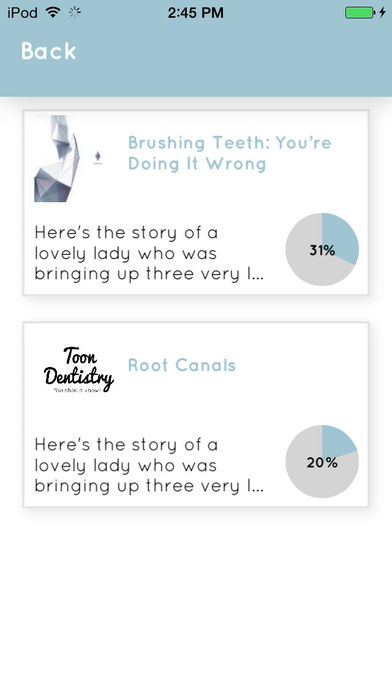 iPod 2:45 PM
Back
Brushing Teeth: You’re
Doing It Wrong
Here's the story of a
lovely lady who was
bringing up three very l...
31%
Toon
Dentistry
Root Canals
Here's the story of a
lovely lady who was
bringing up three very l...
20%